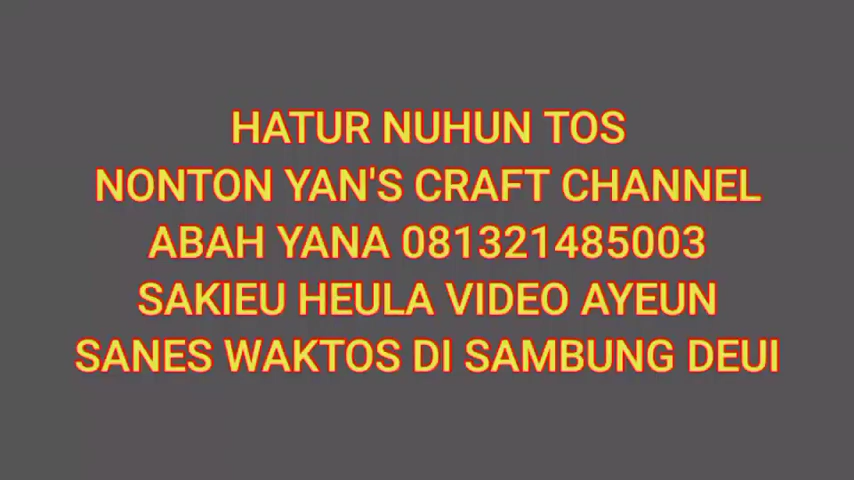 HATUR NUHUN TOS
NONTON YAN'S CRAFT CHANNEL
ABAH YANA 081321485003
SAKIEU HEULA VIDEO AYEUN
SANES WAKTOS DI SAMBUNG DEUI